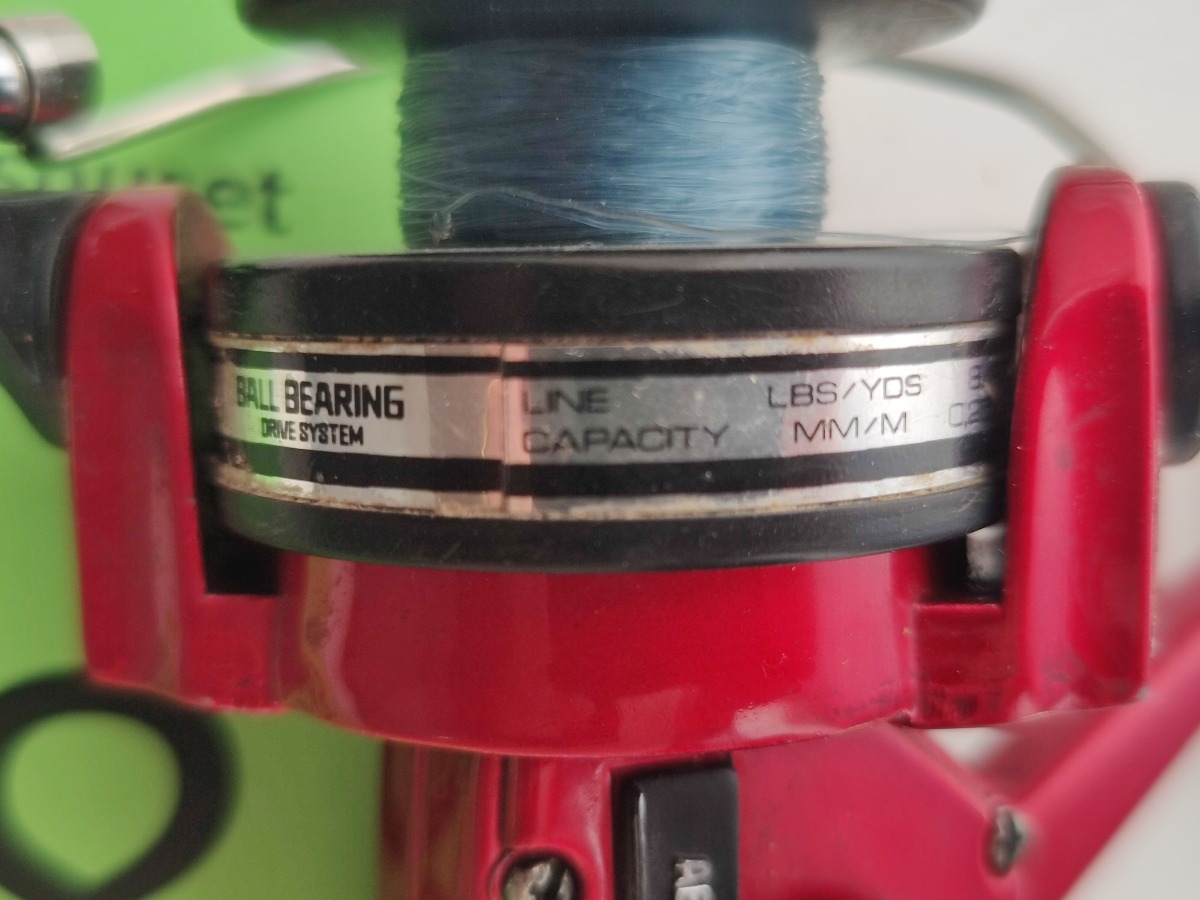 BALL BEARING
DRIVE SYSTEM
LINE
CAPACITY
LBS/YDS
MM/M